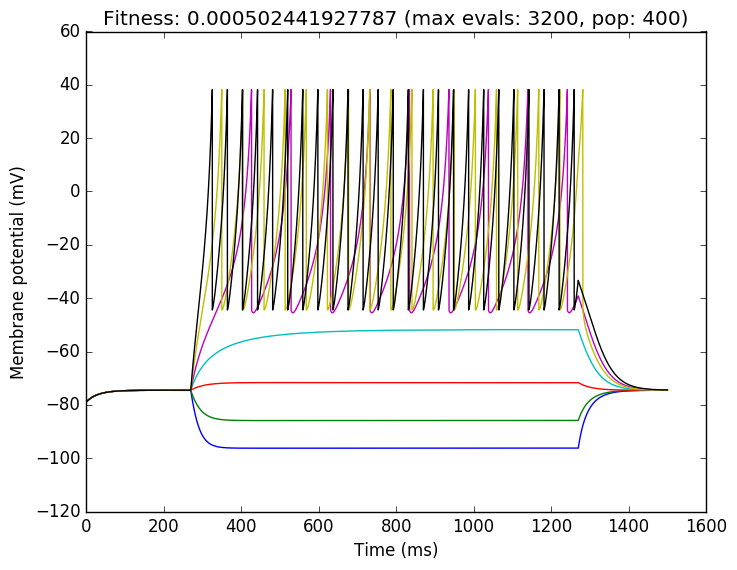 Fitness: 0.000502441927787 (max evals: 3200, pop: 400)
60
40
20
0
−20
−40
−60
−80
−100
−120
Membrane potential (mV)
0 200 400 600 800 1000 1200 1400 1600
Time (ms)